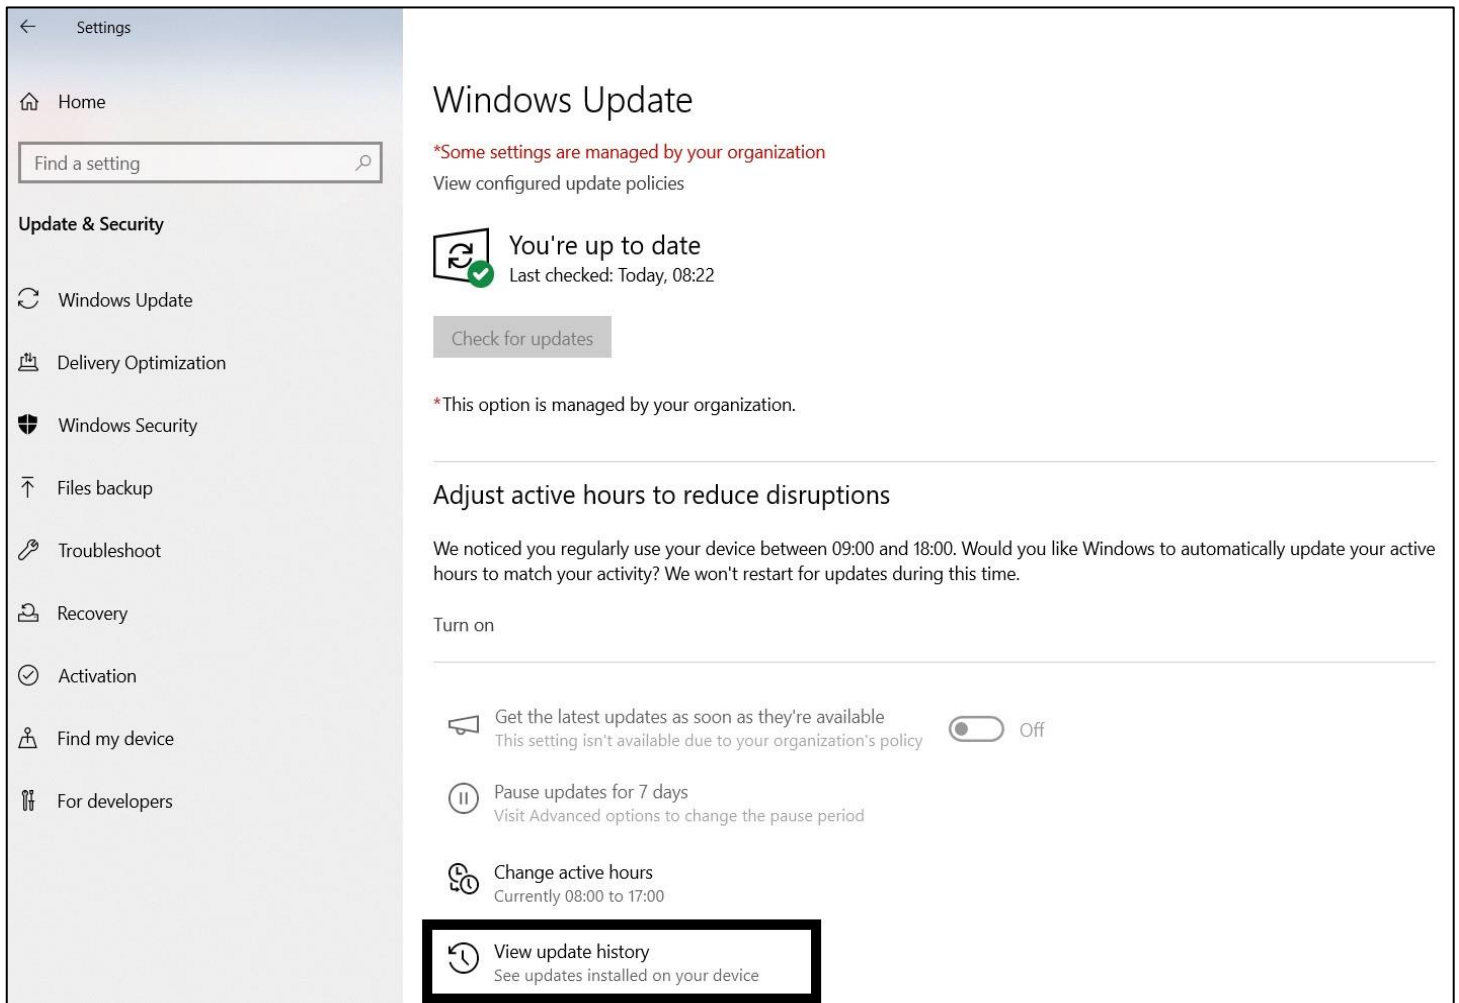 Settings
Home
Find a setting
Update & Security
Windows Update
Delivery Optimization
Windows Security
Files backup
Troubleshoot
Recovery
Activation
Find my device
For developers
Windows Update
*Some settings are managed by your organization
View configured update policies
You're up to date
Last checked: Today, 08:22
Check for updates
*This option is managed by your organization.
Adjust active hours to reduce disruptions
We noticed you regularly use your device between 09:00 and 18:00. Would you like Windows to automatically update your active
hours to match your activity? We won't restart for updates during this time.
Turn on
Get the latest updates as soon as they're available
This setting isn't available due to your organization's policy
Off
Pause updates for 7 days
Visit Advanced options to change the pause period
Change active hours
Currently 08:00 to 17:00
View update history
See updates installed on your device